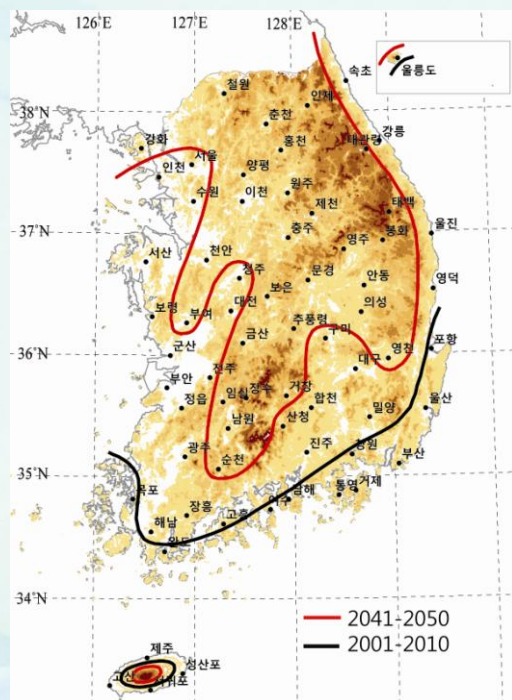 126°E 127°E 128°E
속초
울릉도
철원
인제
38°N
춘천
강릉
강화
홍천
대관령
서울
인천
양평
원주
수원
이천
제천
태백
37°N
충주
영주
봉화
울진
서산
천안
청주
보은
문경
안동
영덕
보령
부여
대전
의성
추풍령
구미
군산
금산
36°N
포항
영천
대구
전주
부안
임실
장수
거창
정읍
합천
울산
남원
산청
밀양
광주
진주
창원
순천
부산
35°N
목포
통영
거제
남해
여수
장흥
고흥
해남
완도
34°N
2041-2050
2001-2010
제주
성산포
고산
서귀포